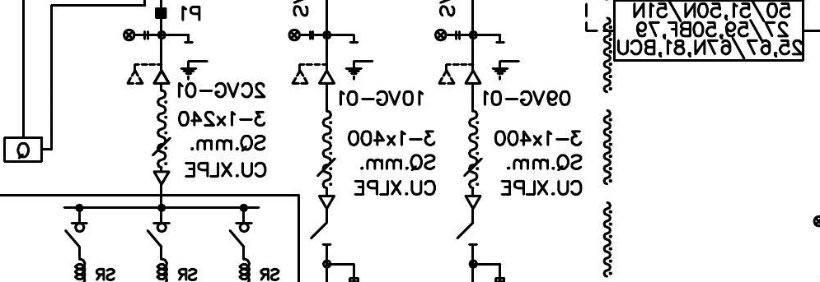 P1
50/51,50N/51N
27/59,50BF,79
25,67/67N,81,BCU
2CVG-01
3-1x240
SQ.mm.
CU.XLPE
10VG-01
3-1x400
SQ.mm.
CU.XLPE
09VG-01
3-1x400
SQ.mm.
CU.XLPE
Q
SR
SR
SR